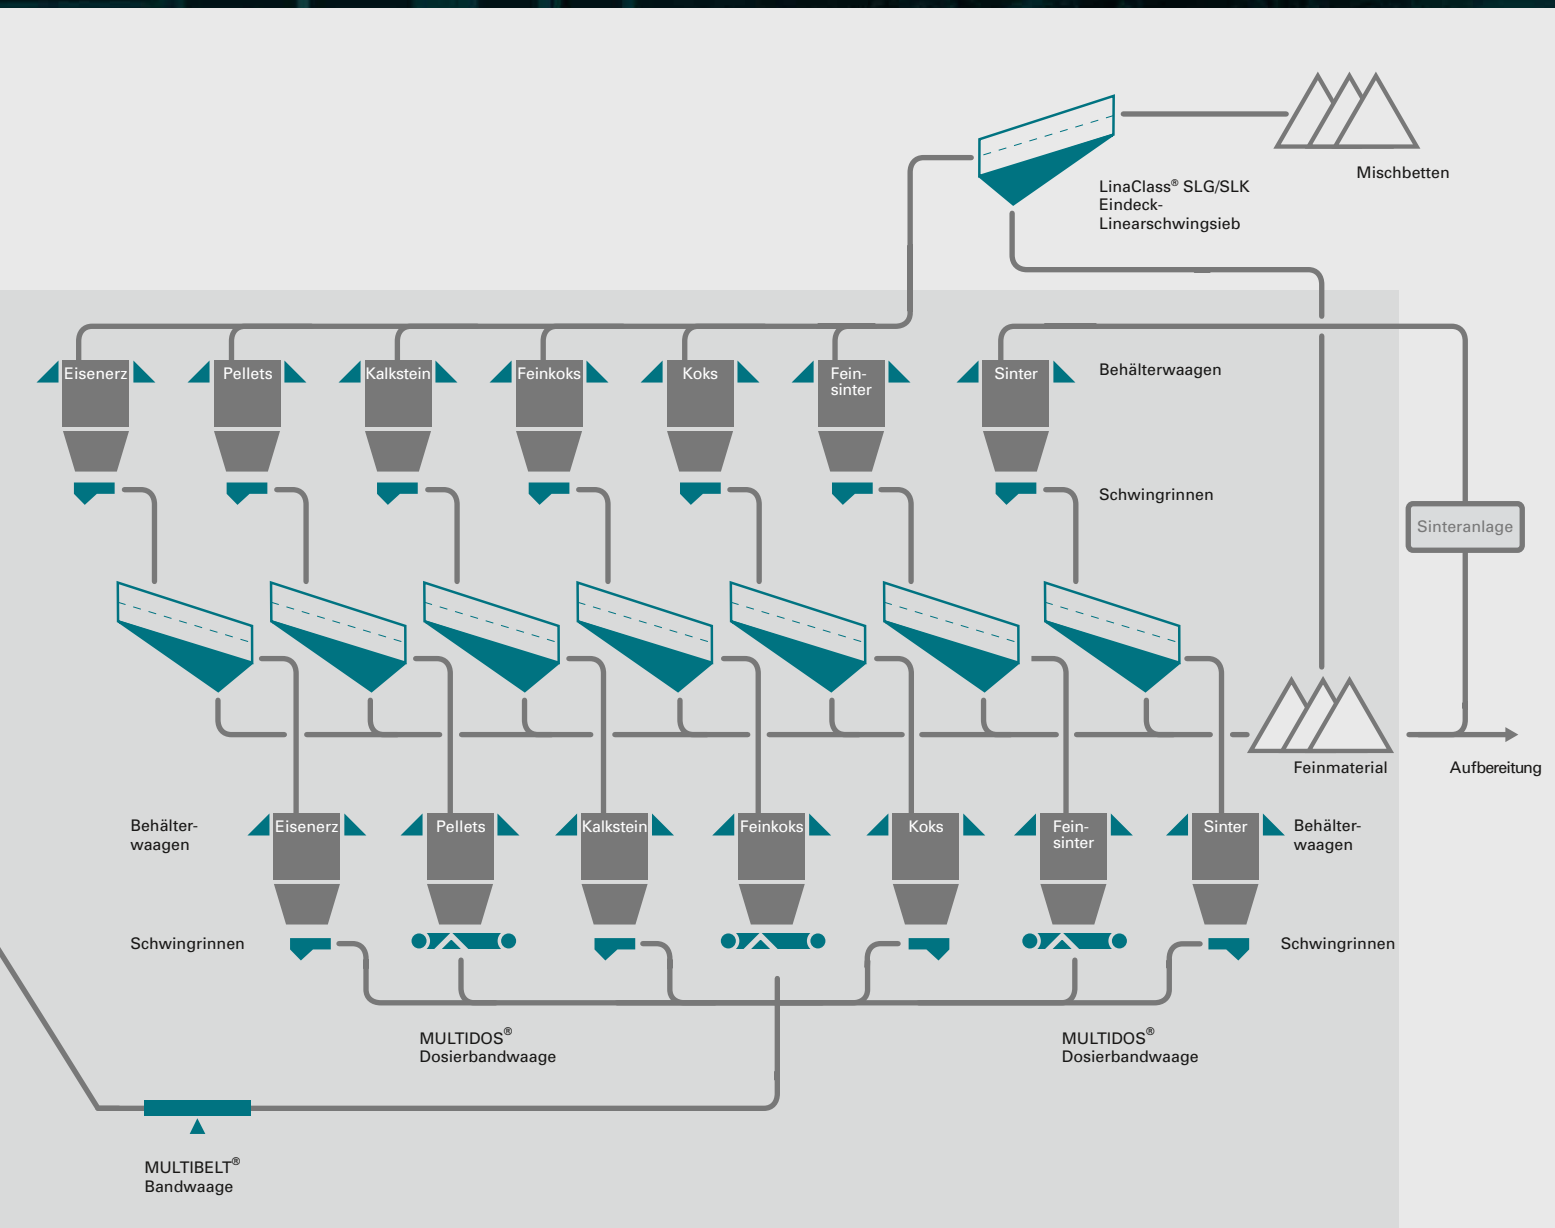 Mischbetten
LinaClass® SLG/SLK
Eindeck-
Linearschwingsieb
Eisenerz
Pellets
Kalkstein
Feinkoks
Koks
Fein-
sinter
Sinter
Behälterwaagen
Schwingrinnen
Sinteranlage
Feinmaterial
Aufbereitung
Behälter-
waagen
Eisenerz
Pellets
Kalkstein
Feinkoks
Koks
Fein-
sinter
Sinter
Behälter-
waagen
Schwingrinnen
Schwingrinnen
MULTIDOS®
Dosierbandwaage
MULTIDOS®
Dosierbandwaage
MULTIBELT®
Bandwaage